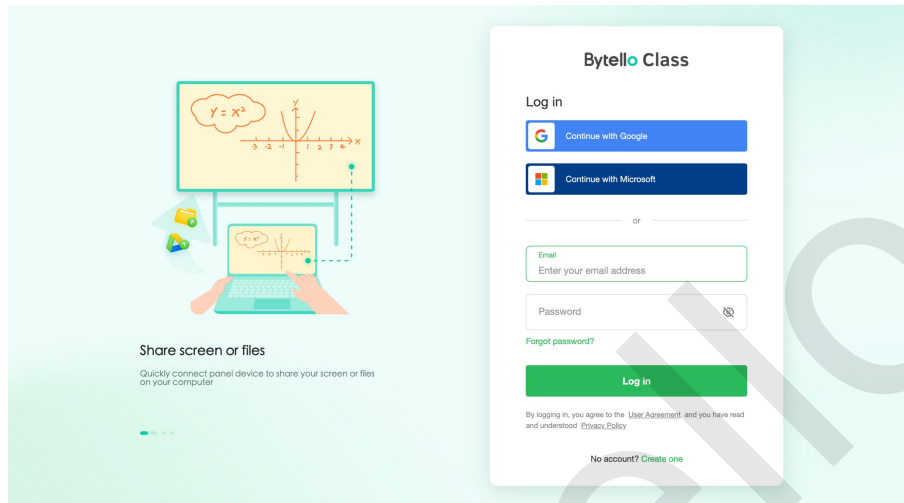 y = x²
y
x
-3 -2 -1 1 2 3 4
y = x²
Share screen or files
Quickly connect panel device to share your screen or files
on your computer
Bytello Class
Log in
Continue with Google
Continue with Microsoft
or
Email
Enter your email address
Password
Forgot password?
Log in
By logging in, you agree to the User Agreement and you have read
and understood Privacy Policy
No account? Create one